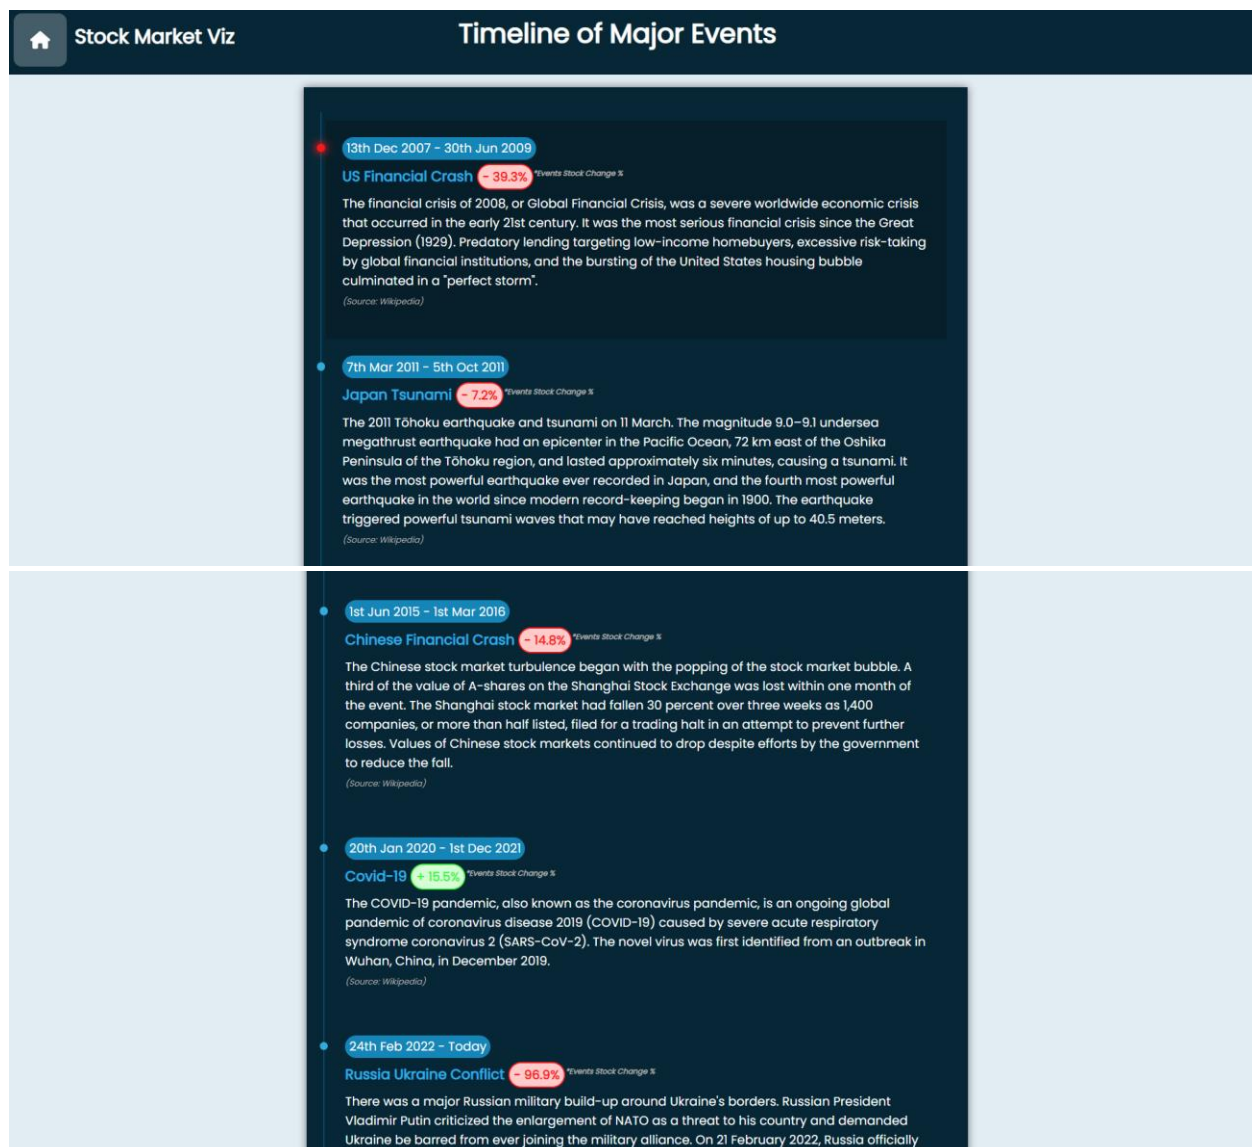 Stock Market Viz
Timeline of Major Events
13th Dec 2007 - 30th Jun 2009
US Financial Crash - 39.3% *Events Stock Change %
The financial crisis of 2008, or Global Financial Crisis, was a severe worldwide economic crisis
that occurred in the early 21st century. It was the most serious financial crisis since the Great
Depression (1929). Predatory lending targeting low-income homebuyers, excessive risk-taking
by global financial institutions, and the bursting of the United States housing bubble
culminated in a "perfect storm".
(Source: Wikipedia)
7th Mar 2011 - 5th Oct 2011
Japan Tsunami - 7.2% *Events Stock Change %
The 2011 Tōhoku earthquake and tsunami on 11 March. The magnitude 9.0–9.1 undersea
megathrust earthquake had an epicenter in the Pacific Ocean, 72 km east of the Oshika
Peninsula of the Tōhoku region, and lasted approximately six minutes, causing a tsunami. It
was the most powerful earthquake ever recorded in Japan, and the fourth most powerful
earthquake in the world since modern record-keeping began in 1900. The earthquake
triggered powerful tsunami waves that may have reached heights of up to 40.5 meters.
(Source: Wikipedia)
1st Jun 2015 - 1st Mar 2016
Chinese Financial Crash - 14.8% *Events Stock Change %
The Chinese stock market turbulence began with the popping of the stock market bubble. A
third of the value of A-shares on the Shanghai Stock Exchange was lost within one month of
the event. The Shanghai stock market had fallen 30 percent over three weeks as 1,400
companies, or more than half listed, filed for a trading halt in an attempt to prevent further
losses. Values of Chinese stock markets continued to drop despite efforts by the government
to reduce the fall.
(Source: Wikipedia)
20th Jan 2020 - 1st Dec 2021
Covid-19 + 15.5% *Events Stock Change %
The COVID-19 pandemic, also known as the coronavirus pandemic, is an ongoing global
pandemic of coronavirus disease 2019 (COVID-19) caused by severe acute respiratory
syndrome coronavirus 2 (SARS-CoV-2). The novel virus was first identified from an outbreak in
Wuhan, China, in December 2019.
(Source: Wikipedia)
24th Feb 2022 - Today
Russia Ukraine Conflict - 96.9% *Events Stock Change %
There was a major Russian military build-up around Ukraine's borders. Russian President
Vladimir Putin criticized the enlargement of NATO as a threat to his country and demanded
Ukraine be barred from ever joining the military alliance. On 21 February 2022, Russia officially